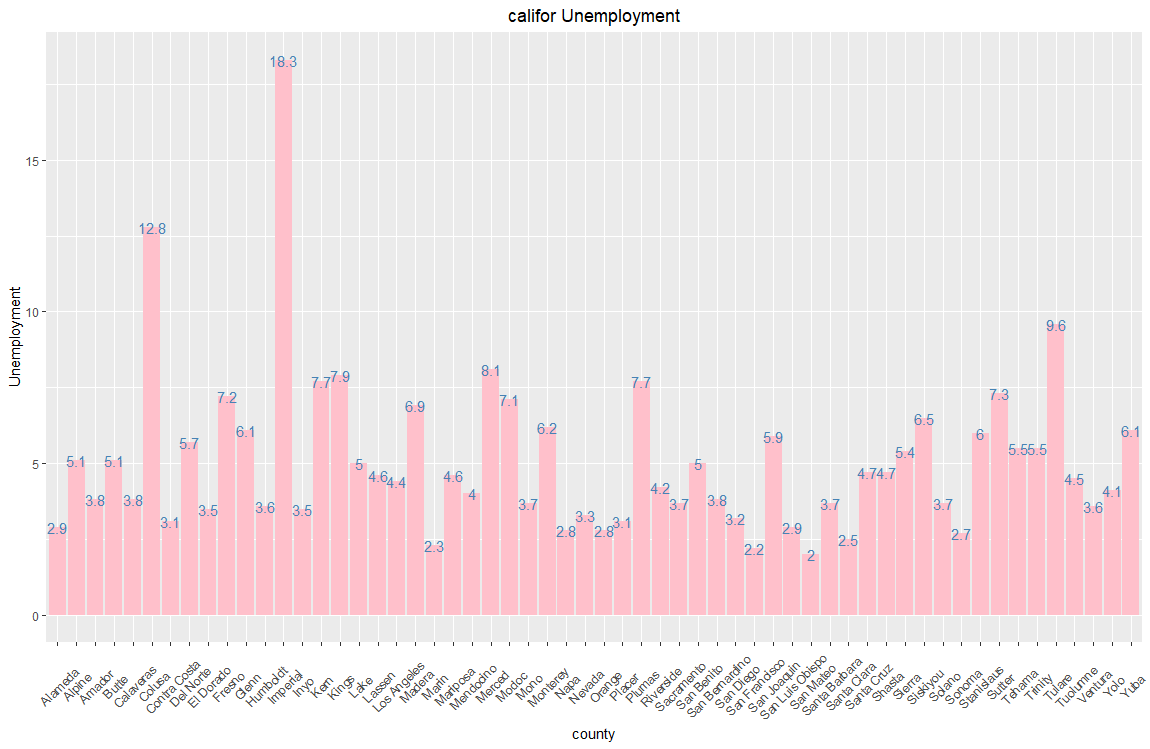 califor Unemployment
Unemployment
15
10
5
0
2.9
5.1
3.8
5.1
3.8
12.8
3.1
5.7
3.5
7.2
6.1
3.6
18.3
3.5
7.7
7.9
5
4.6
4.4
6.9
2.3
4.6
4
8.1
7.1
3.7
6.2
2.8
3.3
2.8
3.1
7.7
4.2
3.7
5
3.8
3.2
2.2
5.9
2.9
2
3.7
2.5
4.7
4.7
5.4
6.5
3.7
2.7
6
7.3
5.5
5.5
9.6
4.5
3.6
4.1
6.1
Alameda
Alpine
Amador
Butte
Calaveras
Colusa
Contra Costa
Del Norte
El Dorado
Fresno
Glenn
Humboldt
Imperial
Inyo
Kern
Kings
Lake
Lassen
Los Angeles
Madera
Marin
Mariposa
Mendocino
Merced
Modoc
Mono
Monterey
Napa
Nevada
Orange
Placer
Plumas
Riverside
Sacramento
San Benito
San Bernardino
San Diego
San Francisco
San Joaquin
San Luis Obispo
San Mateo
Santa Barbara
Santa Clara
Santa Cruz
Shasta
Sierra
Siskiyou
Solano
Sonoma
Stanislaus
Sutter
Tehama
Trinity
Tulare
Tuolumne
Ventura
Yolo
Yuba
county